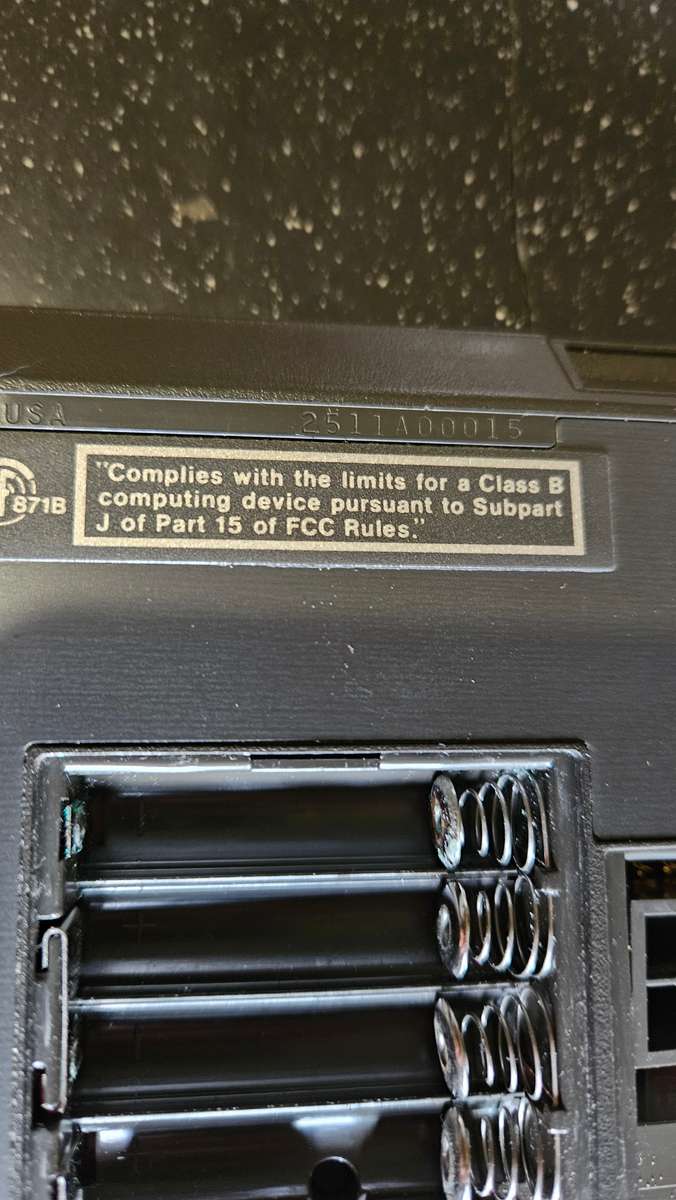 USA 2511A00015
F 871B
"Complies with the limits for a Class B
computing device pursuant to Subpart
J of Part 15 of FCC Rules."